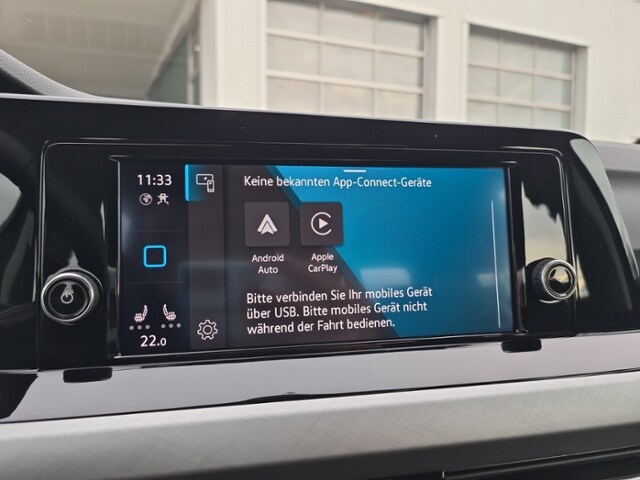 11:33
Keine bekannten App-Connect-Geräte
Android
Auto
Apple
CarPlay
Bitte verbinden Sie Ihr mobiles Gerät
über USB. Bitte mobiles Gerät nicht
während der Fahrt bedienen.
22.0